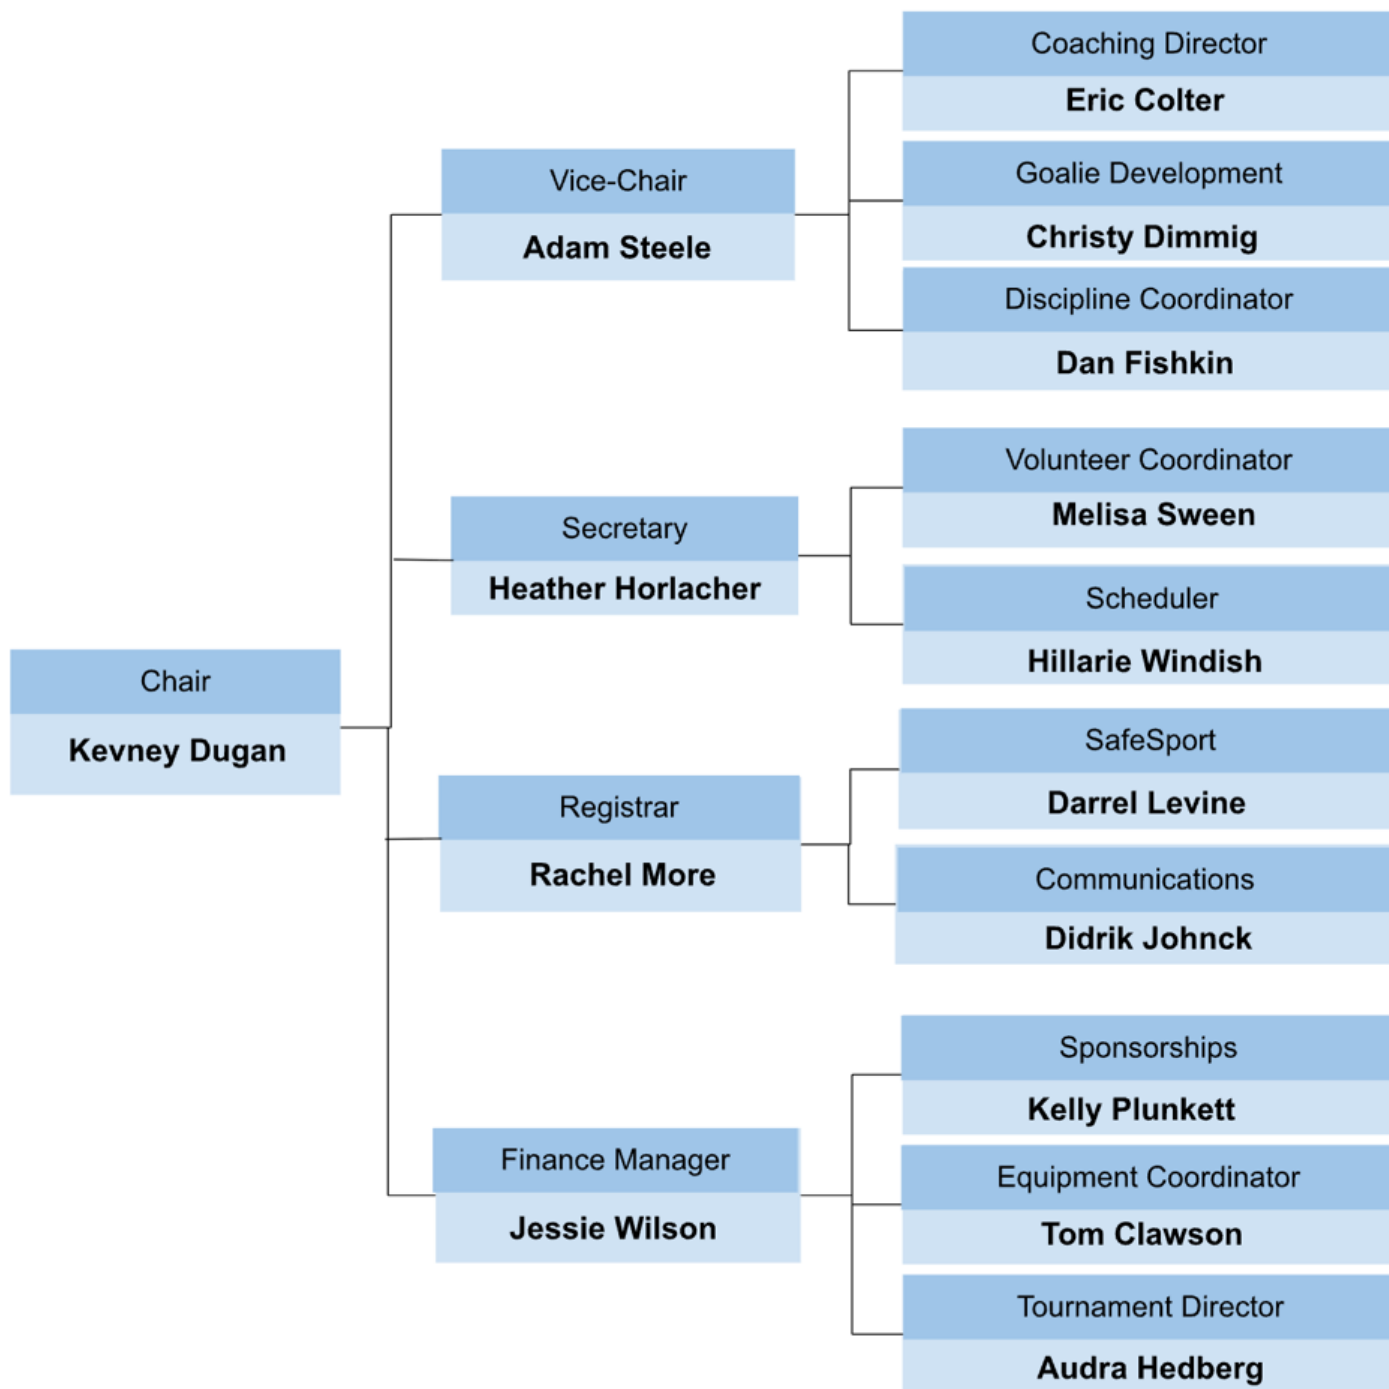 Chair
Kevney Dugan
Vice-Chair
Adam Steele
Coaching Director
Eric Colter
Goalie Development
Christy Dimmig
Discipline Coordinator
Dan Fishkin
Secretary
Heather Horlacher
Volunteer Coordinator
Melisa Sween
Scheduler
Hillarie Windish
Registrar
Rachel More
SafeSport
Darrel Levine
Communications
Didrik Johnck
Finance Manager
Jessie Wilson
Sponsorships
Kelly Plunkett
Equipment Coordinator
Tom Clawson
Tournament Director
Audra Hedberg